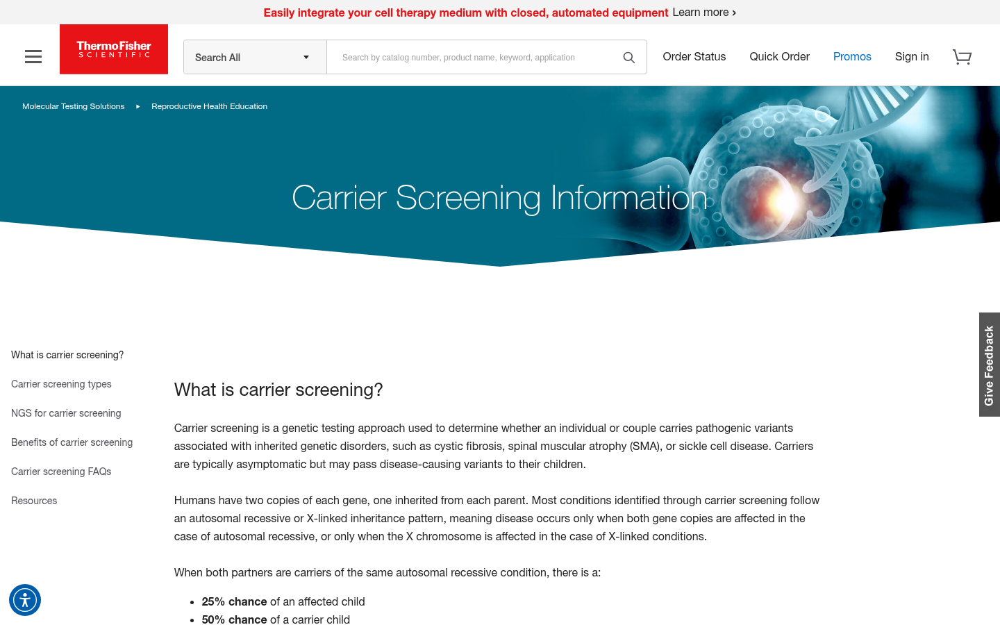 Easily integrate your cell therapy medium with closed, automated equipment Learn more ›
ThermoFisher
SCIENTIFIC
Search All
Search by catalog number, product name, keyword, application
Order Status
Quick Order
Promos
Sign in
Molecular Testing Solutions
Reproductive Health Education
Carrier Screening Information
Give Feedback
What is carrier screening?
Carrier screening types
NGS for carrier screening
Benefits of carrier screening
Carrier screening FAQs
Resources
What is carrier screening?
Carrier screening is a genetic testing approach used to determine whether an individual or couple carries pathogenic variants
associated with inherited genetic disorders, such as cystic fibrosis, spinal muscular atrophy (SMA), or sickle cell disease. Carriers
are typically asymptomatic but may pass disease-causing variants to their children.
Humans have two copies of each gene, one inherited from each parent. Most conditions identified through carrier screening follow
an autosomal recessive or X-linked inheritance pattern, meaning disease occurs only when both gene copies are affected in the
case of autosomal recessive, or only when the X chromosome is affected in the case of X-linked conditions.
When both partners are carriers of the same autosomal recessive condition, there is a:
• 25% chance of an affected child
• 50% chance of a carrier child